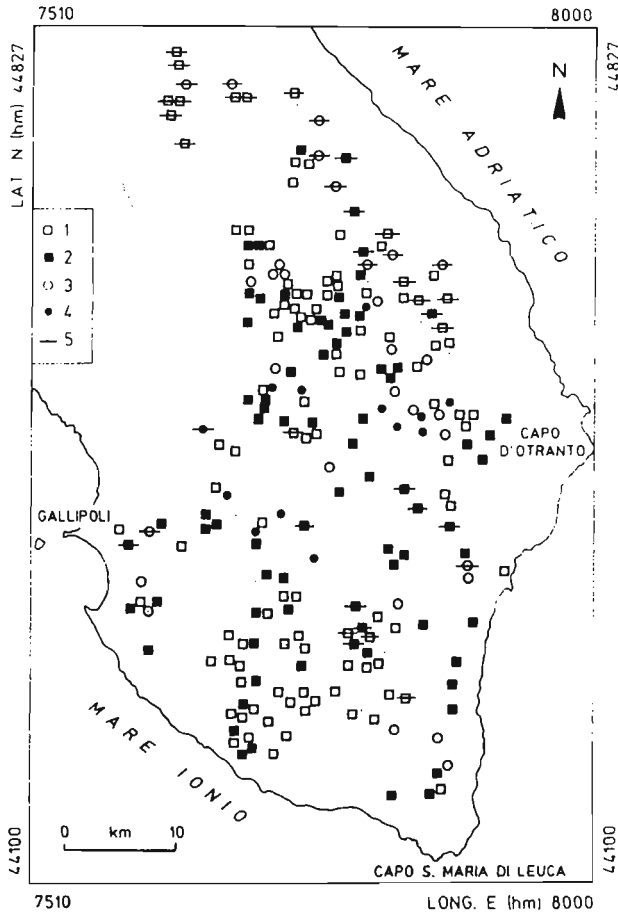 7510
8000
LAT N (hm) 44827
44827
MARE ADRIATICO
N
1
2
3
4
5
CAPO
D'OTRANTO
GALLIPOLI
MARE IONIO
0 km 10
44100
44100
CAPO S. MARIA DI LEUCA
7510
LONG. E (hm) 8000